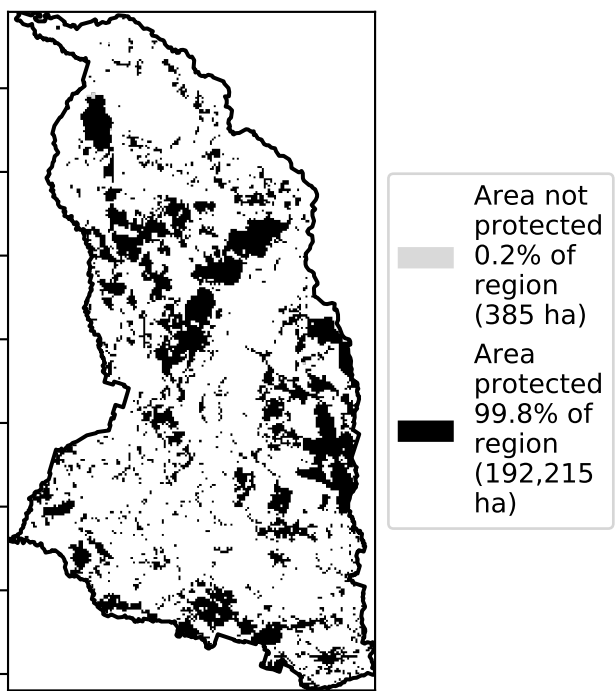 Area not
protected
0.2% of
region
(385 ha)
Area
protected
99.8% of
region
(192,215
ha)